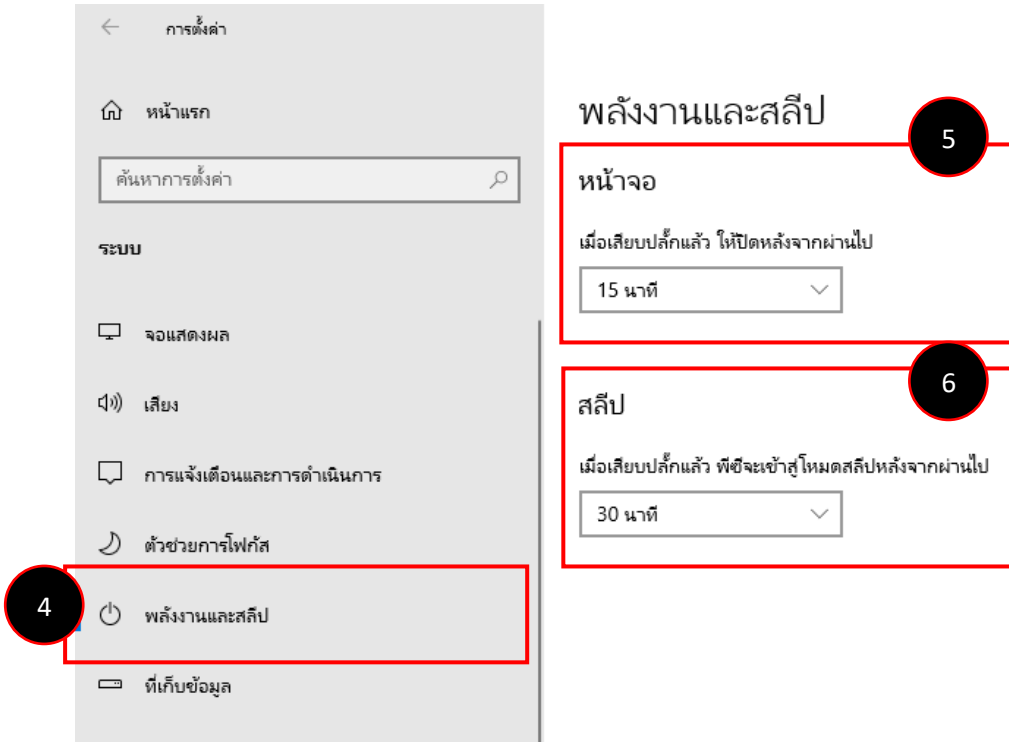 การตั้งค่า
หน้าแรก
ค้นหาการตั้งค่า
ระบบ
จอแสดงผล
เสียง
การแจ้งเตือนและการดำเนินการ
ตัวช่วยการโฟกัส
4
พลังงานและสลีป
ที่เก็บข้อมูล
พลังงานและสลีป
5
หน้าจอ
เมื่อเสียบปลั๊กแล้ว ให้ปิดหลังจากผ่านไป
15 นาที
6
สลีป
เมื่อเสียบปลั๊กแล้ว พีซีจะเข้าสู่โหมดสลีปหลังจากผ่านไป
30 นาที